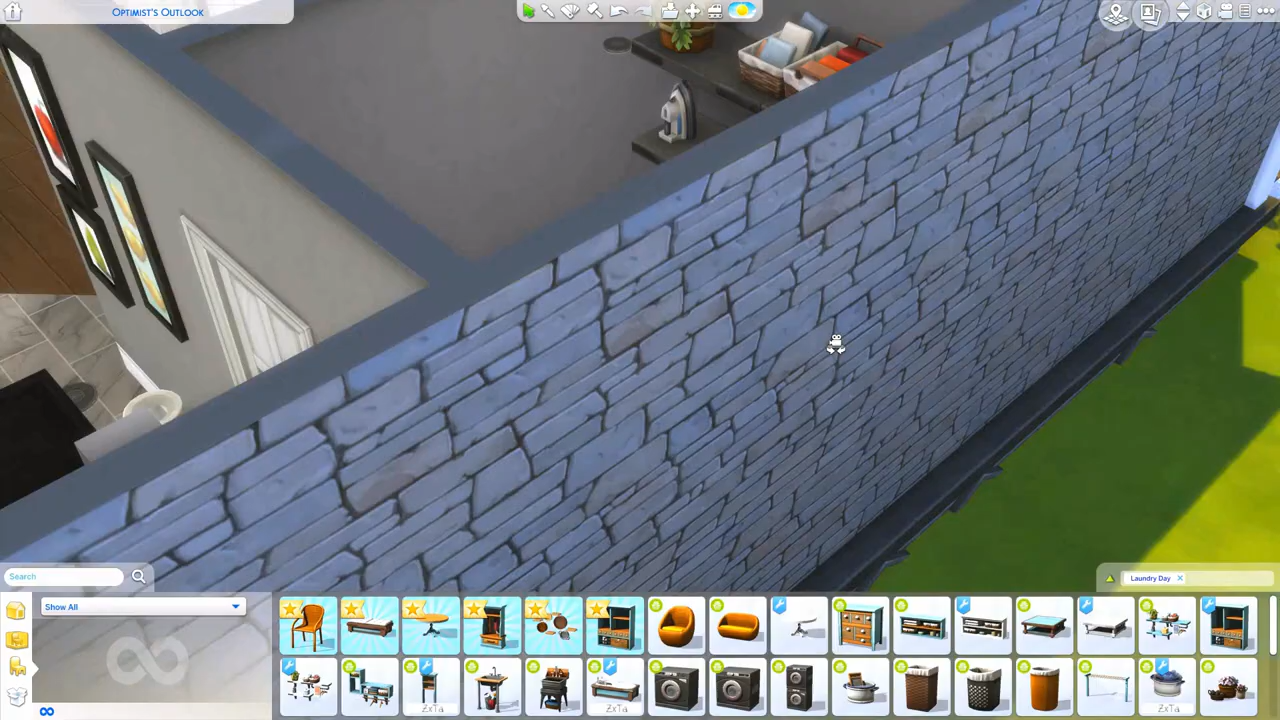 OPTIMIST'S OUTLOOK
Search
Laundry Day
Show All
ZxTa
ZxTa
ZxTa